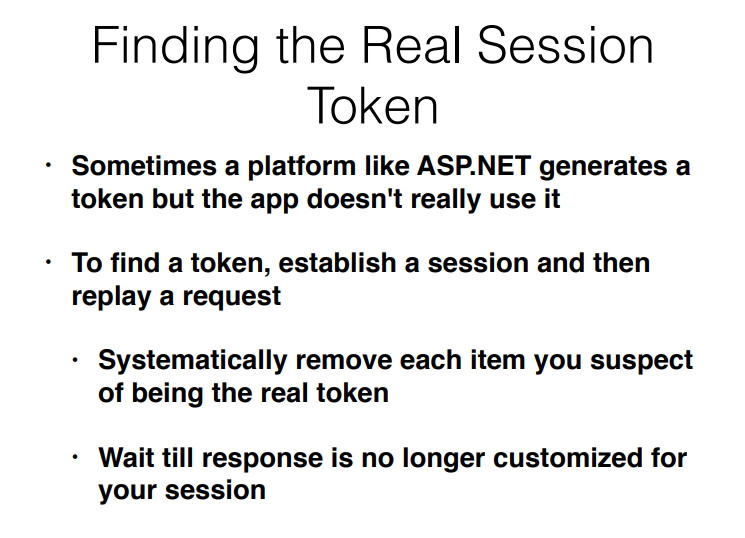 Finding the Real Session
Token
• Sometimes a platform like ASP.NET generates a
token but the app doesn't really use it
• To find a token, establish a session and then
replay a request
• Systematically remove each item you suspect
of being the real token
• Wait till response is no longer customized for
your session